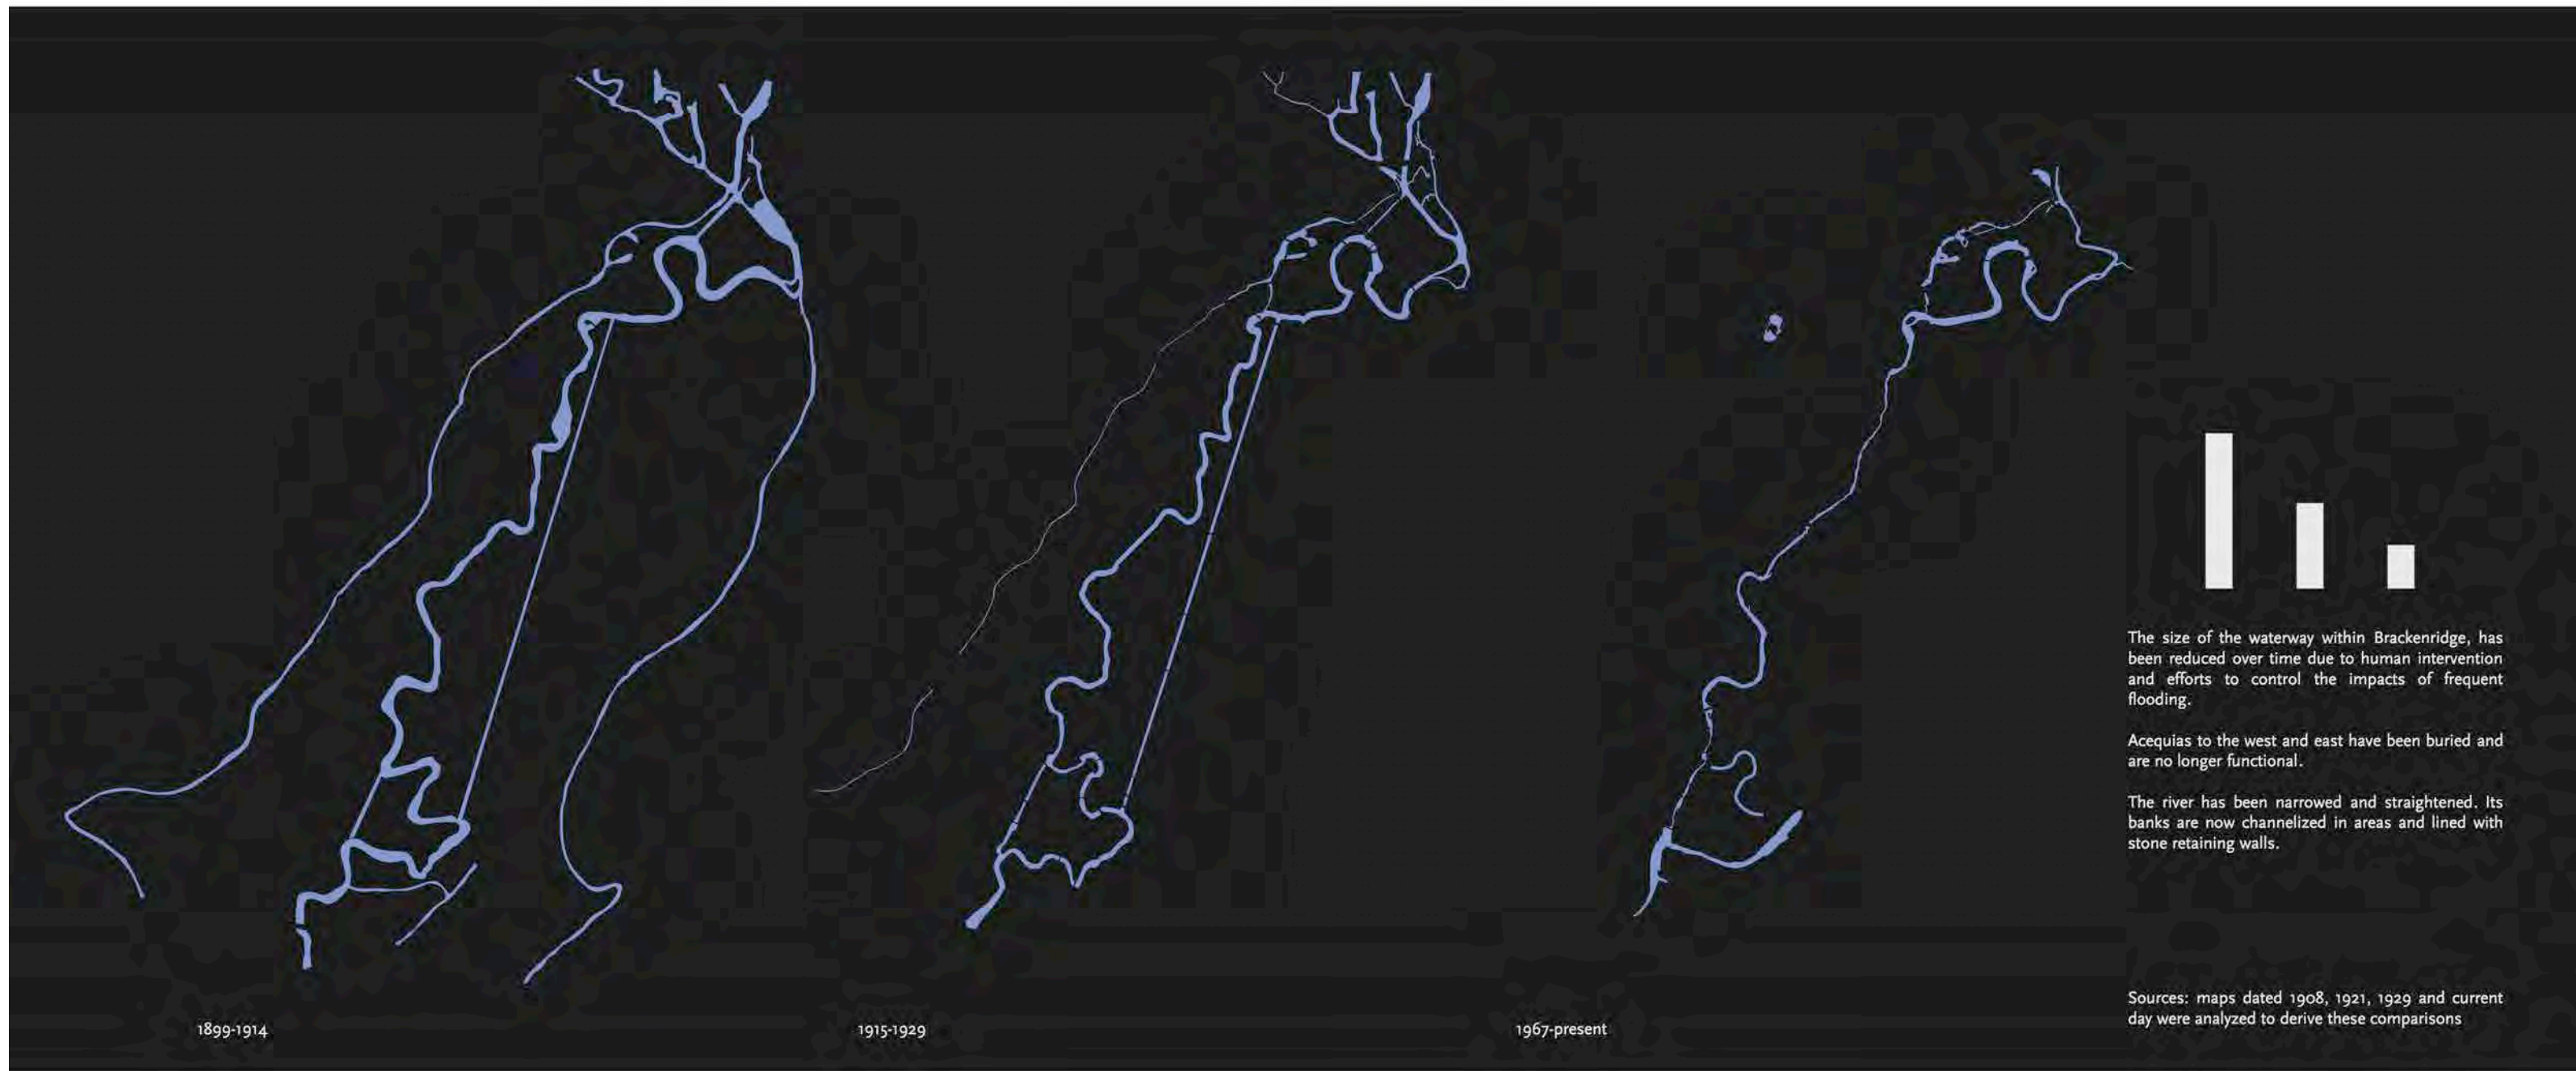 The size of the waterway within Brackenridge, has
been reduced over time due to human intervention
and efforts to control the impacts of frequent
flooding.
Acequias to the west and east have been buried and
are no longer functional.
The river has been narrowed and straightened. Its
banks are now channelized in areas and lined with
stone retaining walls.
Sources: maps dated 1908, 1921, 1929 and current
day were analyzed to derive these comparisons
1899-1914
1915-1929
1967-present